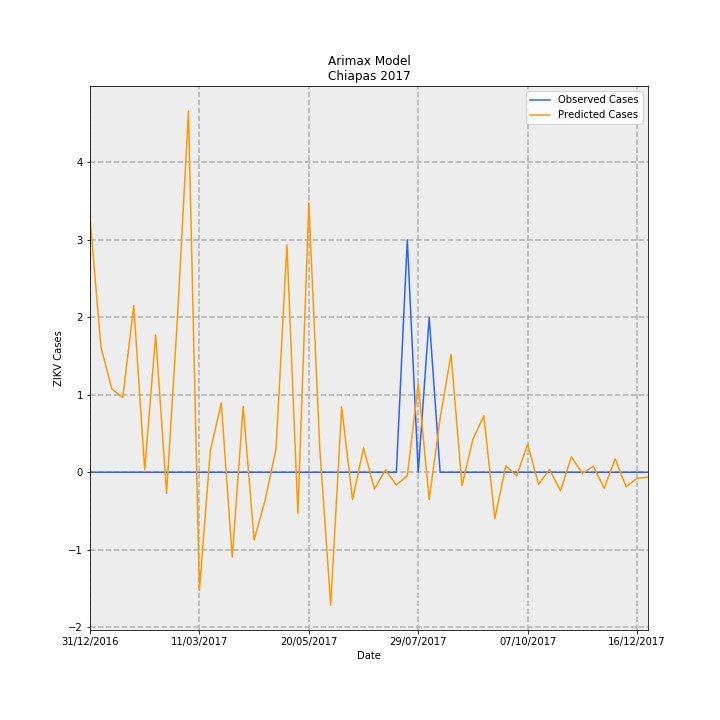 Arimax Model
Chiapas 2017
Observed Cases
Predicted Cases
4
3
2
1
0
−1
−2
ZIKV Cases
31/12/2016 11/03/2017 20/05/2017 29/07/2017 07/10/2017 16/12/2017
Date